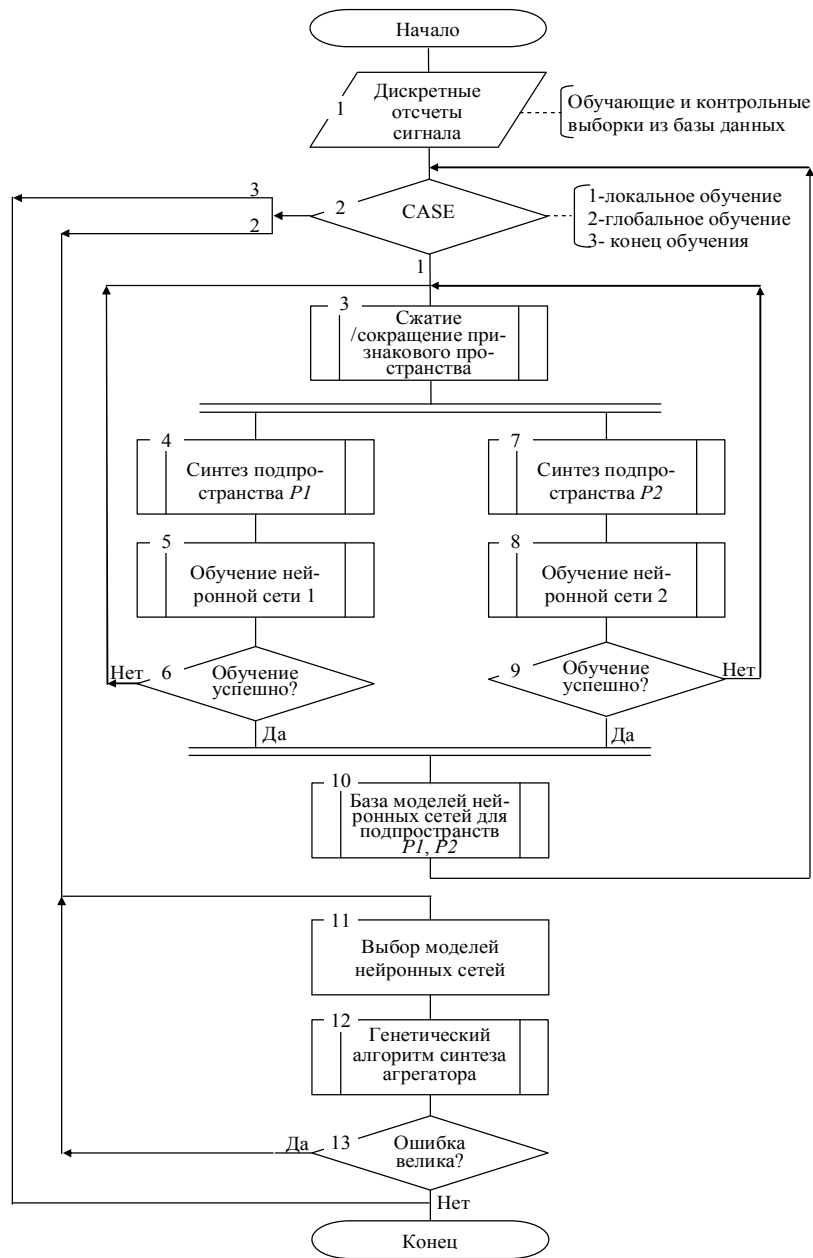 Начало
1
Дискретные
отсчеты
сигнала
Обучающие и контрольные
выборки из базы данных
3
2
2
CASE
1-локальное обучение
2-глобальное обучение
3- конец обучения
1
3
Сжатие
/сокращение при-
знакового про-
странства
4
Синтез подпро-
странства P1
7
Синтез подпро-
странства P2
5
Обучение ней-
ронной сети 1
8
Обучение ней-
ронной сети 2
Нет
6
Обучение
успешно?
9
Обучение
успешно?
Нет
Да
Да
10
База моделей ней-
ронных сетей для
подпространств
P1, P2
11
Выбор моделей
нейронных сетей
12
Генетический
алгоритм синтеза
агрегатора
Да
13
Ошибка
велика?
Нет
Конец